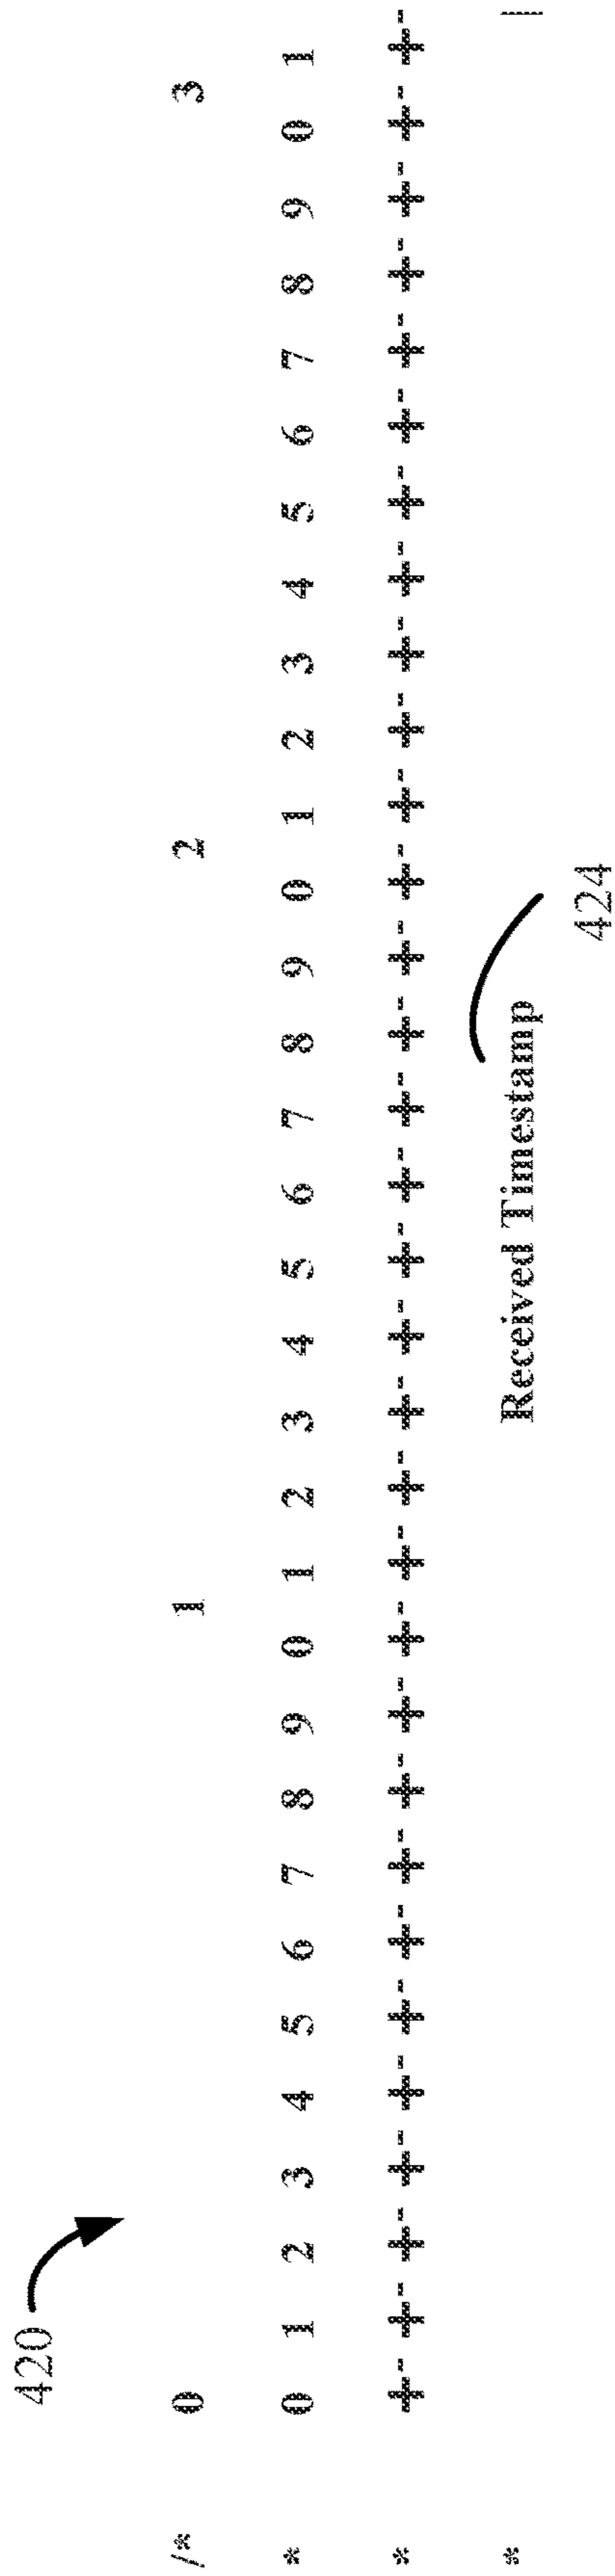 420
/* 0 1 2 3
* 0 1 2 3 4 5 6 7 8 9 0 1 2 3 4 5 6 7 8 9 0 1 2 3 4 5 6 7 8 9 0 1
* +-+-+-+-+-+-+-+-+-+-+-+-+-+-+-+-+-+-+-+-+-+-+-+-+-+-+-+-+-+-+-+-
* Received Timestamp |
424